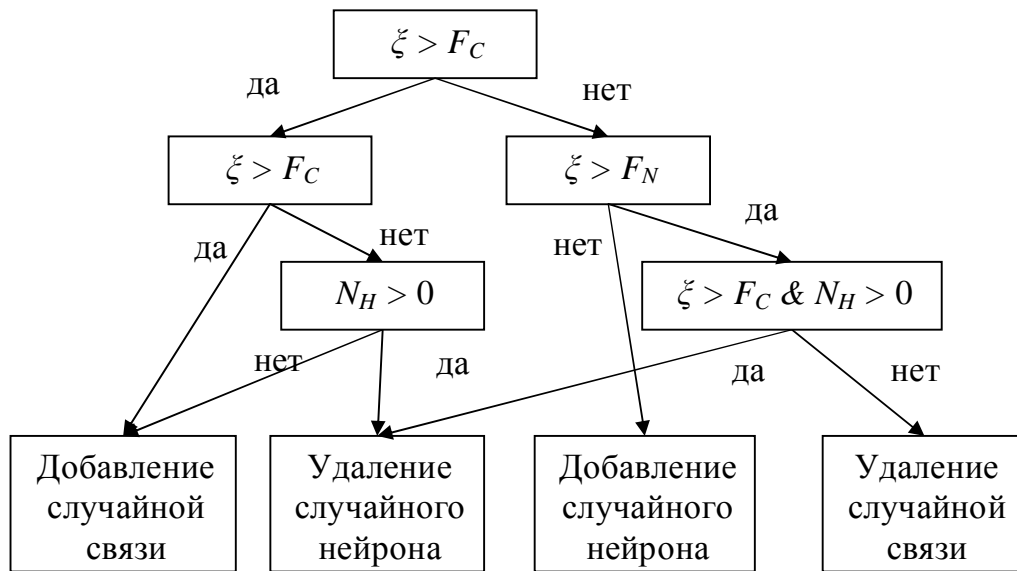 ξ > F_C
да
нет
ξ > F_C
ξ > F_N
да
нет
нет
да
N_H > 0
ξ > F_C & N_H > 0
нет
да
да
нет
Добавление
случайной
связи
Удаление
случайного
нейрона
Добавление
случайного
нейрона
Удаление
случайной
связи